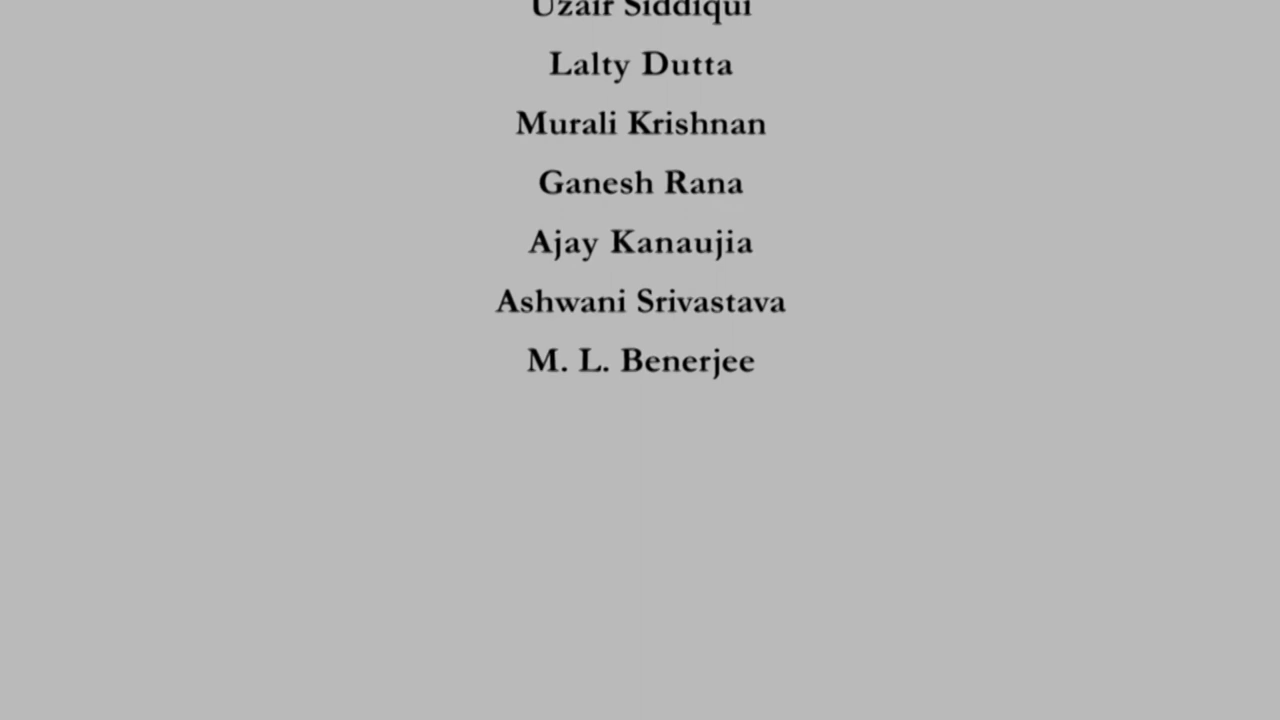 Uzair Siddiqui
Lalty Dutta
Murali Krishnan
Ganesh Rana
Ajay Kanaujia
Ashwani Srivastava
M. L. Benerjee